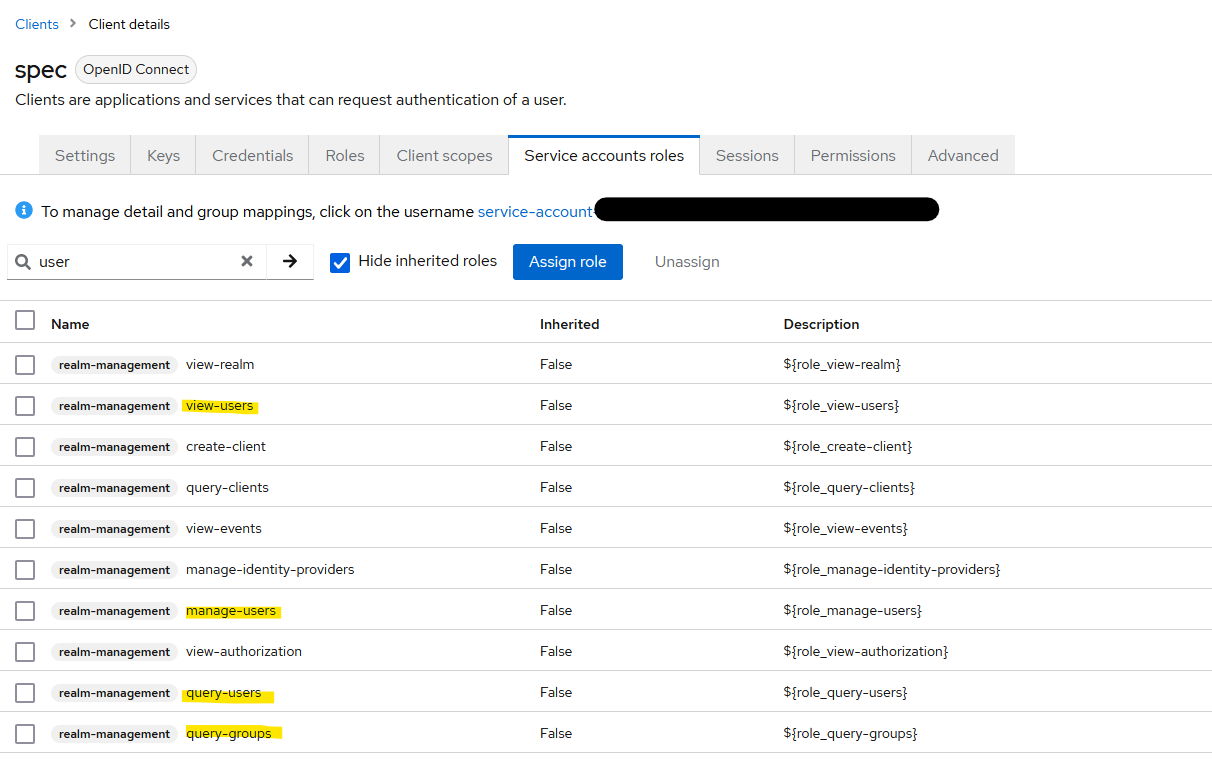 Clients > Client details
spec OpenID Connect
Clients are applications and services that can request authentication of a user.
Settings Keys Credentials Roles Client scopes Service accounts roles Sessions Permissions Advanced
To manage detail and group mappings, click on the username service-account-
user Hide inherited roles Assign role Unassign
Name Inherited Description
realm-management view-realm False ${role_view-realm}
realm-management view-users False ${role_view-users}
realm-management create-client False ${role_create-client}
realm-management query-clients False ${role_query-clients}
realm-management view-events False ${role_view-events}
realm-management manage-identity-providers False ${role_manage-identity-providers}
realm-management manage-users False ${role_manage-users}
realm-management view-authorization False ${role_view-authorization}
realm-management query-users False ${role_query-users}
realm-management query-groups False ${role_query-groups}